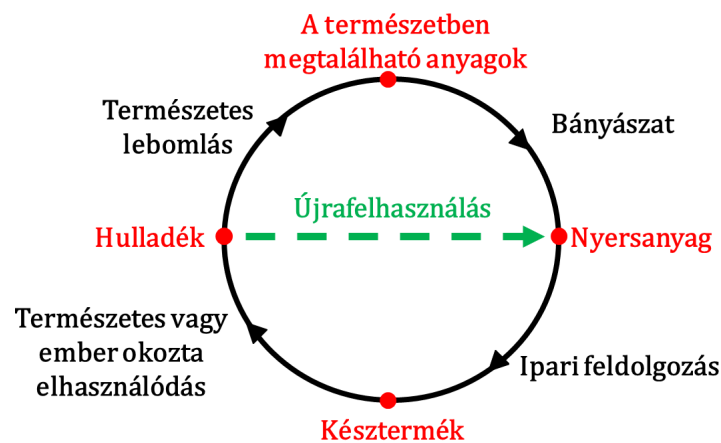 A természetben
megtalálható anyagok
Természetes
lebomlás
Bányászat
Újrafelhasználás
Hulladék
Nyersanyag
Természetes vagy
ember okozta
elhasználódás
Ipari feldolgozás
Késztermék